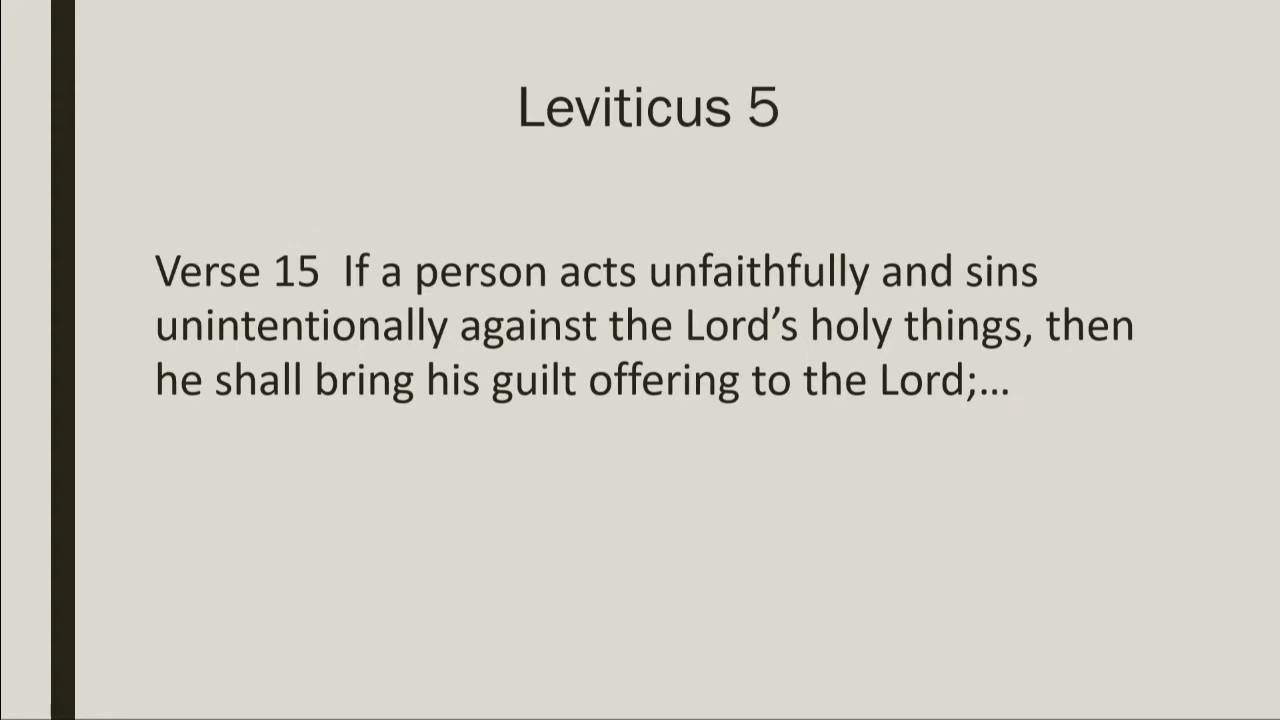 Leviticus 5
Verse 15  If a person acts unfaithfully and sins
unintentionally against the Lord’s holy things, then
he shall bring his guilt offering to the Lord;…